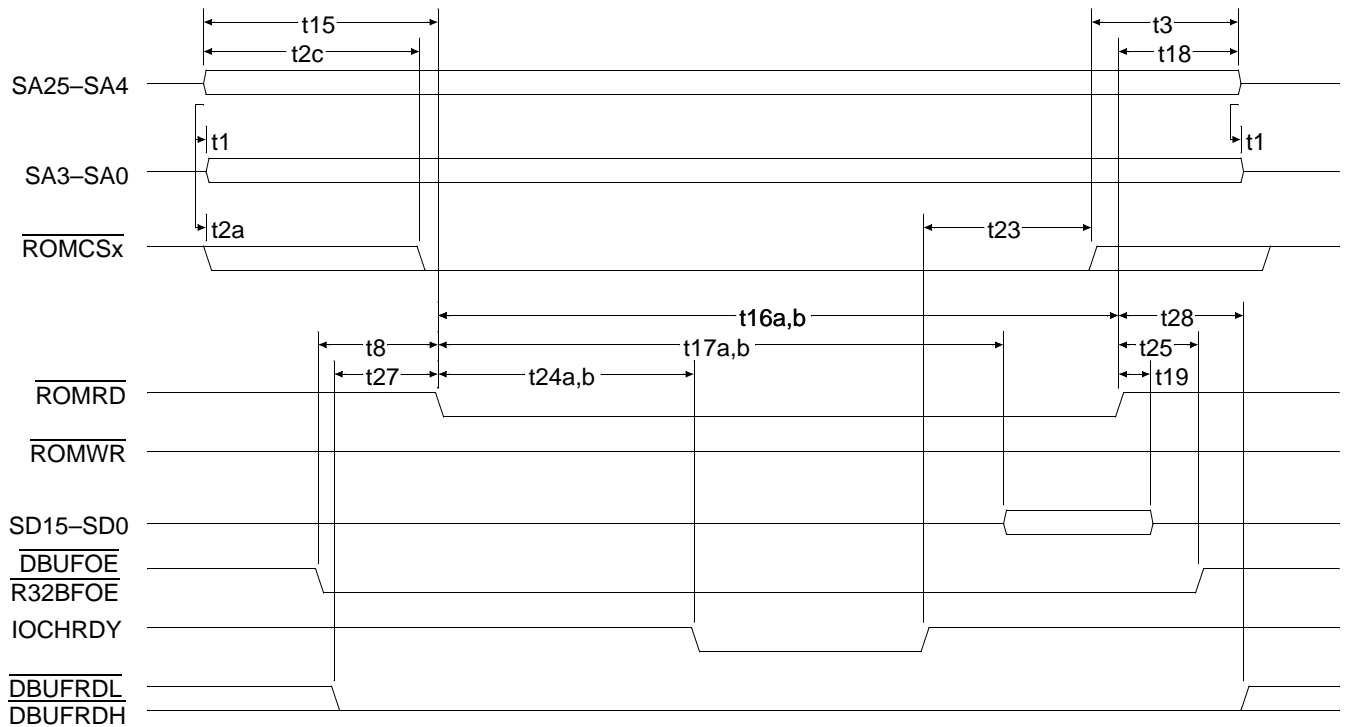 t15
t3
t2c
t18
SA25–SA4
t1
t1
SA3–SA0
t2a
t23
ROMCSx
t16a,b
t28
t8
t17a,b
t25
t27
t24a,b
t19
ROMRD
ROMWR
SD15–SD0
DBUFOE
R32BFOE
IOCHRDY
DBUFRDL
DBUFRDH